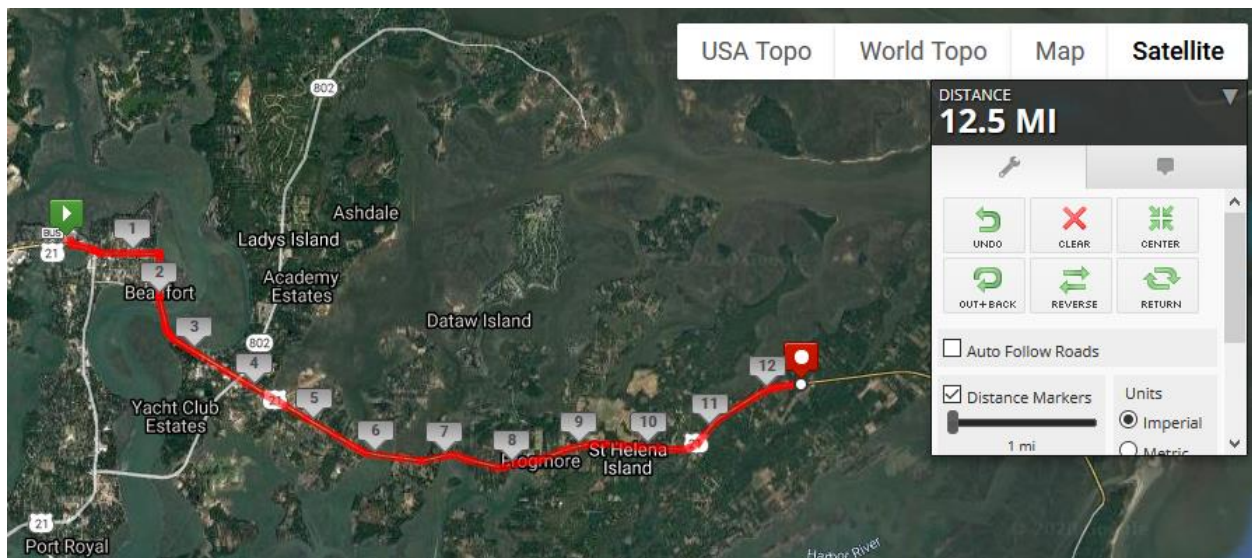 USA Topo
World Topo
Map
Satellite
DISTANCE
12.5 MI
UNDO
CLEAR
CENTER
OUT+BACK
REVERSE
RETURN
Auto Follow Roads
Distance Markers
1 mi
Units
Imperial
Metric
802
Ashdale
Ladys Island
BUS
21
1
Academy
Estates
2
Beaufort
Dataw Island
3
802
4
21
Yacht Club
Estates
5
6
7
8
Frogmore
9
10
St Helena
Island
11
12
21
Port Royal
Harbor River